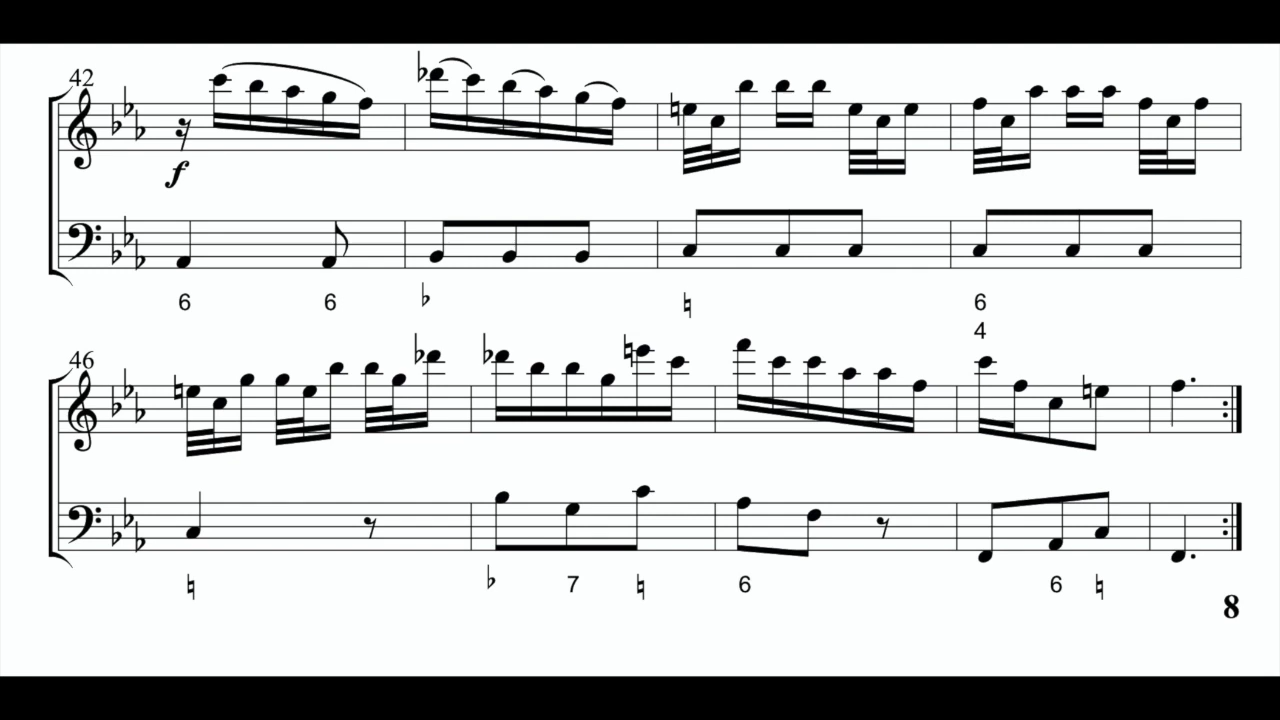 42
f
6 6 ♭ ♮ 6
4
46
♮ ♭ 7 ♮ 6 6 ♮
8